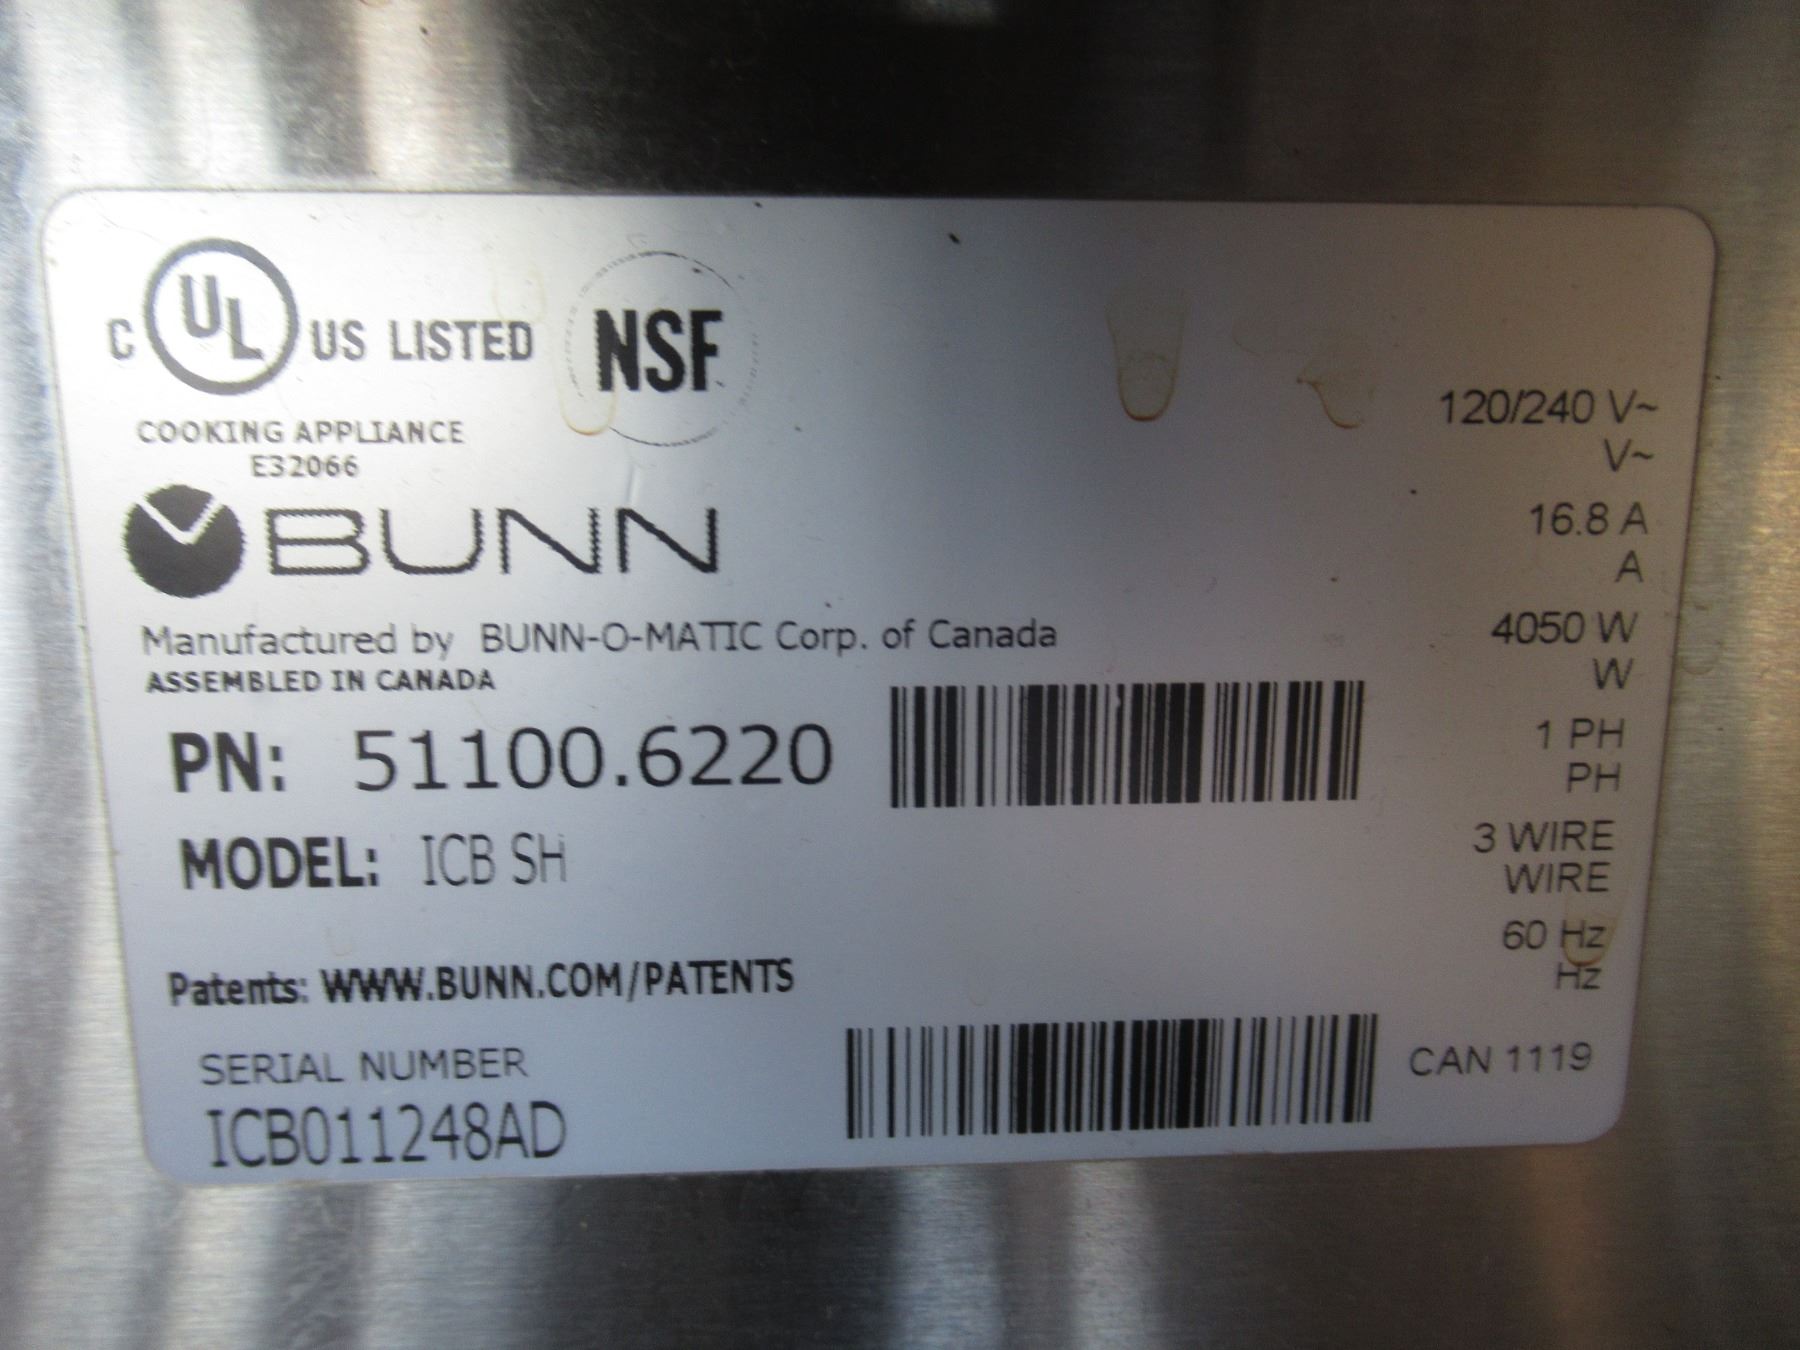 C UL US LISTED
NSF
COOKING APPLIANCE
E32066
BUNN
Manufactured by BUNN-O-MATIC Corp. of Canada
ASSEMBLED IN CANADA
PN: 51100.6220
MODEL: ICB SH
Patents: WWW.BUNN.COM/PATENTS
SERIAL NUMBER
ICB011248AD
120/240 V~
V~
16.8 A
A
4050 W
W
1 PH
PH
3 WIRE
WIRE
60 Hz
Hz
CAN 1119